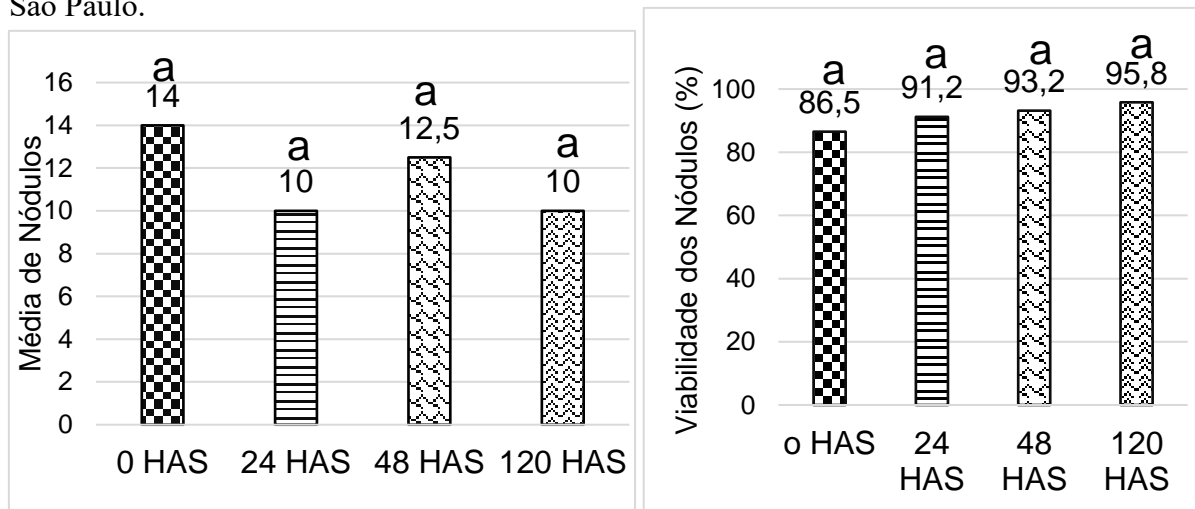 São Paulo.
Média de Nódulos
16
14
12
10
8
6
4
2
0
a
14
a
10
a
12,5
a
10
0 HAS 24 HAS 48 HAS 120 HAS
Viabilidade dos Nódulos (%)
100
80
60
40
20
0
a
86,5
a
91,2
a
93,2
a
95,8
o HAS 24 48 120
HAS HAS HAS